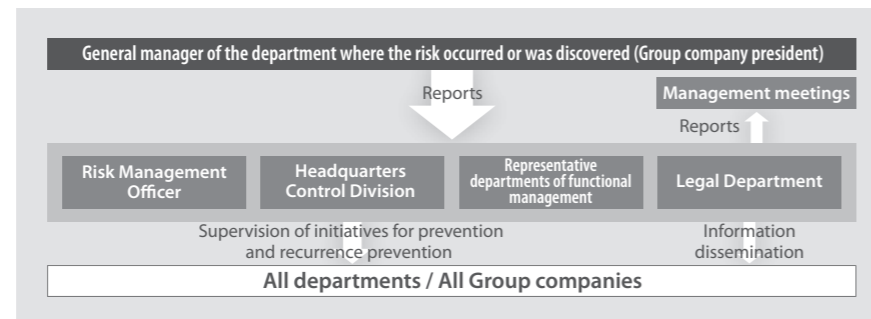 General manager of the department where the risk occurred or was discovered (Group company president)
Reports
Management meetings
Reports
Risk Management
Officer
Headquarters
Control Division
Representative
departments of functional
management
Legal Department
Supervision of initiatives for prevention
and recurrence prevention
Information
dissemination
All departments / All Group companies